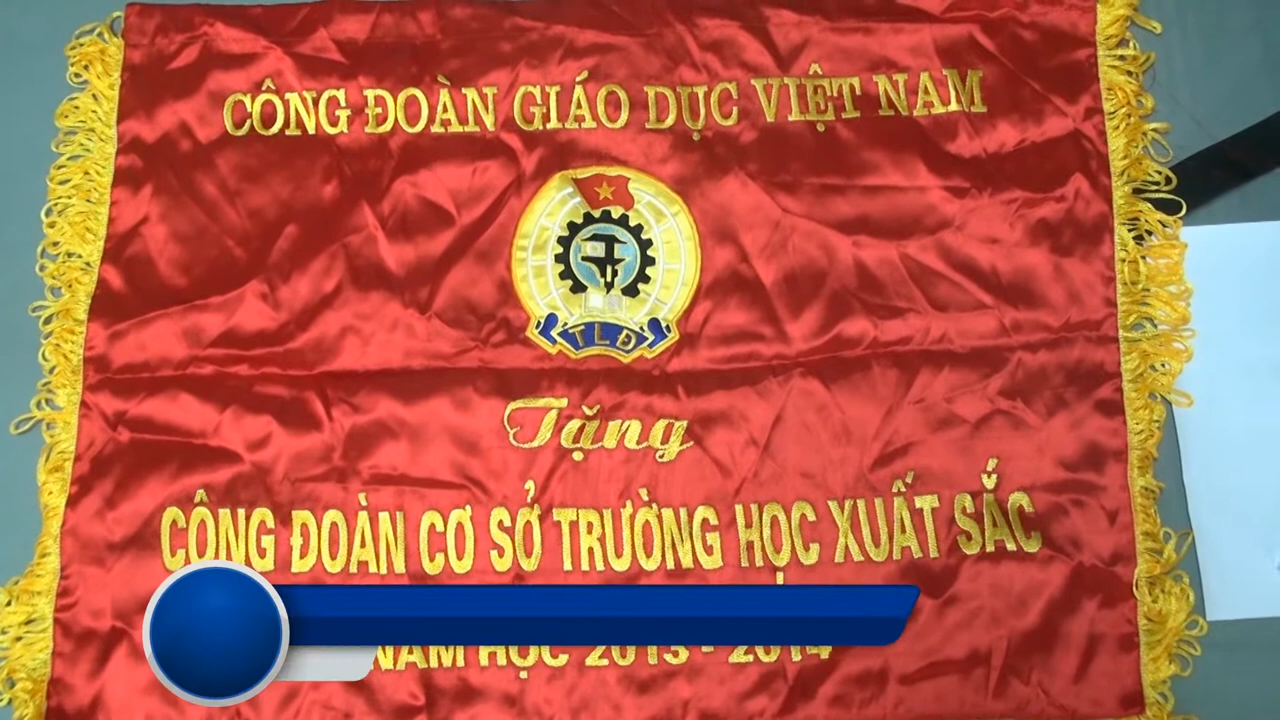 CÔNG ĐOÀN GIÁO DỤC VIỆT NAM
TLĐ
Tặng
CÔNG ĐOÀN CƠ SỞ TRƯỜNG HỌC XUẤT SẮC
NĂM HỌC 2013 - 2014